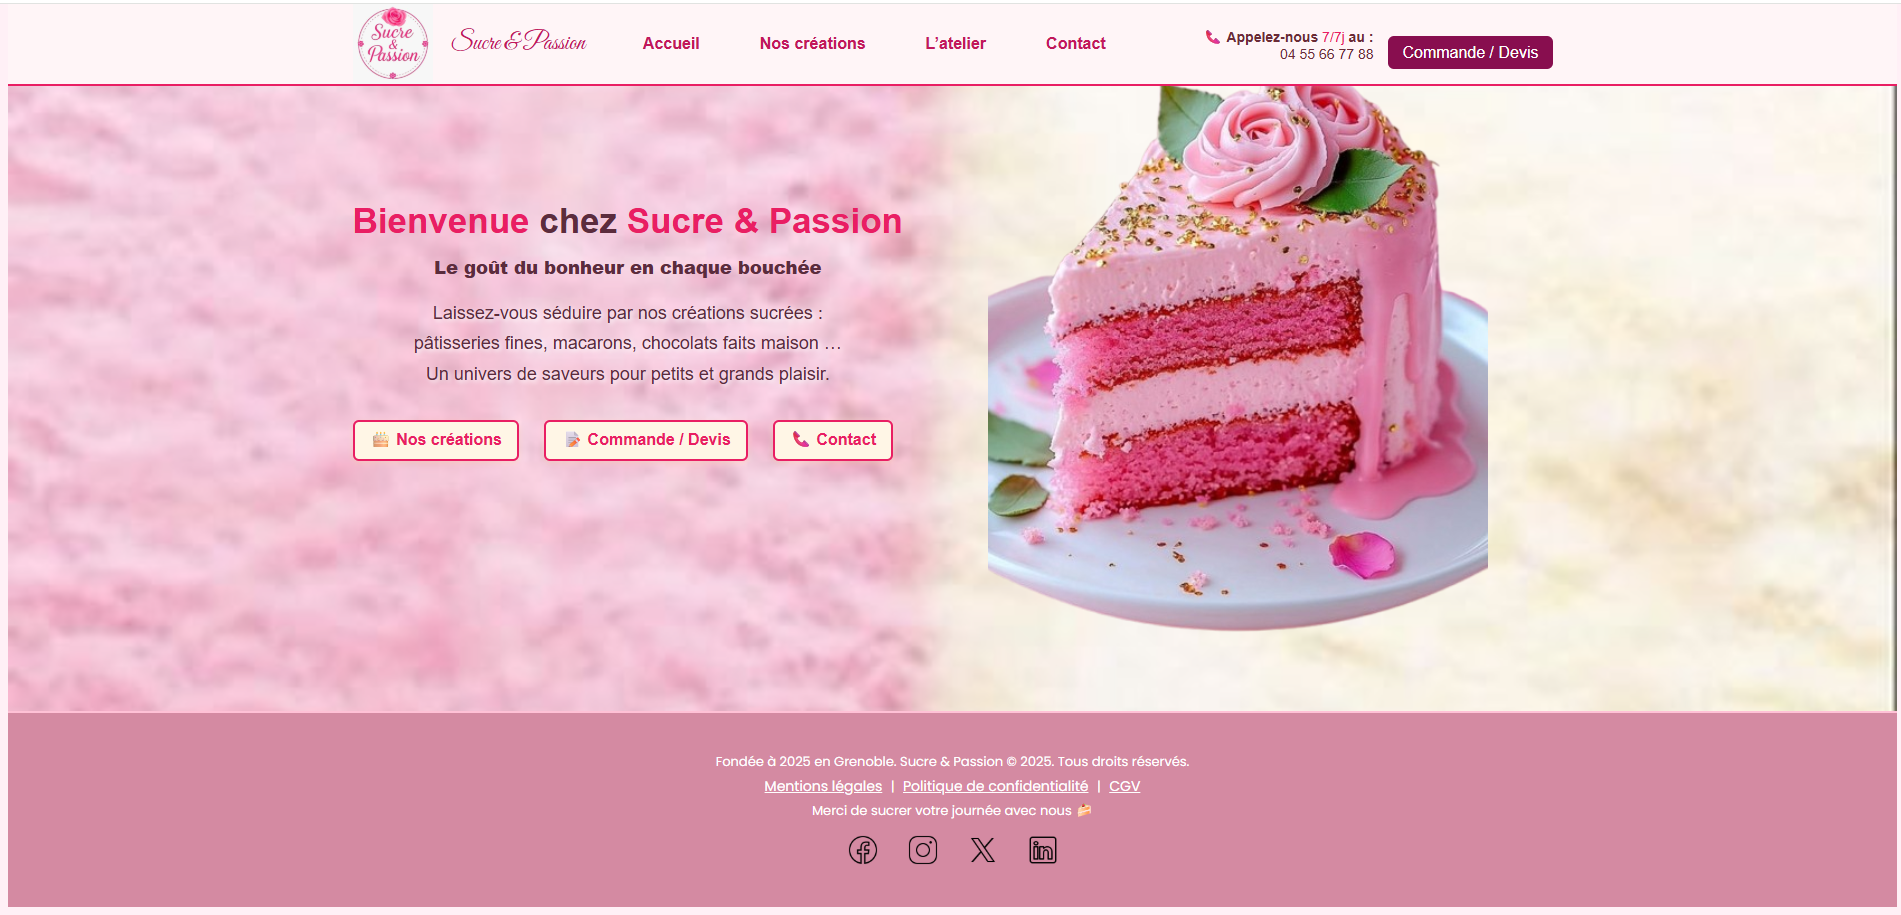 Sucre
&
Passion
Sucre & Passion
Accueil
Nos créations
L’atelier
Contact
Appelez-nous 7/7j au :
04 55 66 77 88
Commande / Devis
Bienvenue chez Sucre & Passion
Le goût du bonheur en chaque bouchée
Laissez-vous séduire par nos créations sucrées :
pâtisseries fines, macarons, chocolats faits maison …
Un univers de saveurs pour petits et grands plaisir.
Nos créations
Commande / Devis
Contact
Fondée à 2025 en Grenoble. Sucre & Passion © 2025. Tous droits réservés.
Mentions légales | Politique de confidentialité | CGV
Merci de sucrer votre journée avec nous